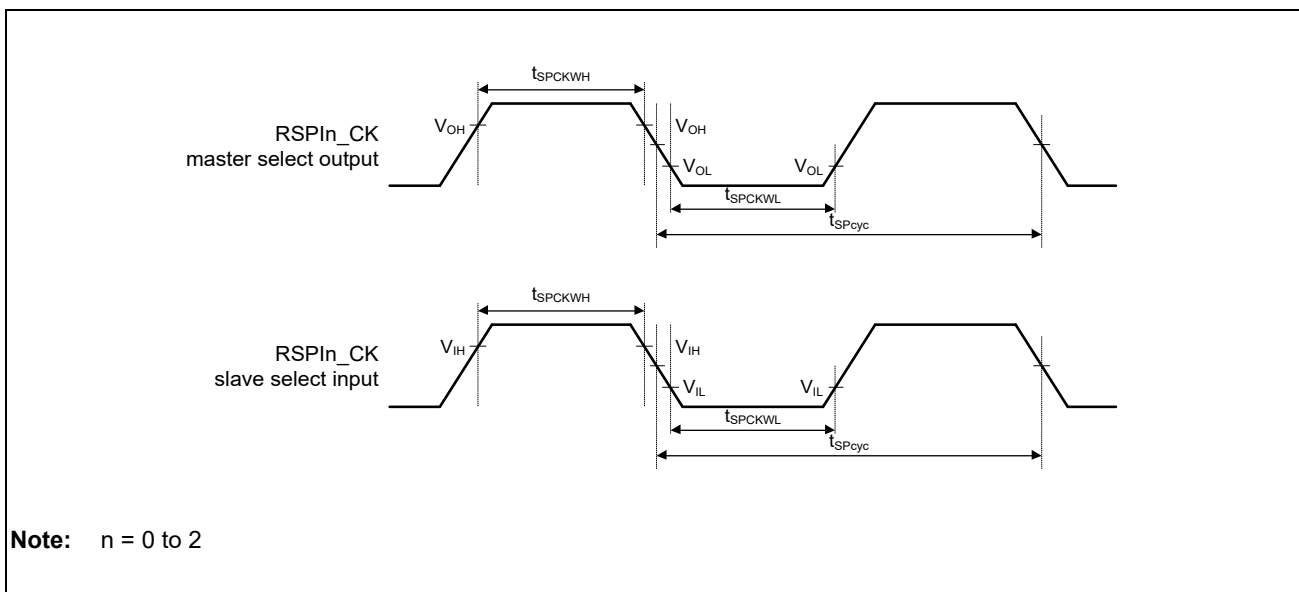 tSPCKWH
RSPIn_CK
master select output
VOH
VOH
VOL
VOL
tSPCKWL
tSPcyc
tSPCKWH
RSPIn_CK
slave select input
VIH
VIH
VIL
VIL
tSPCKWL
tSPcyc
Note: n = 0 to 2